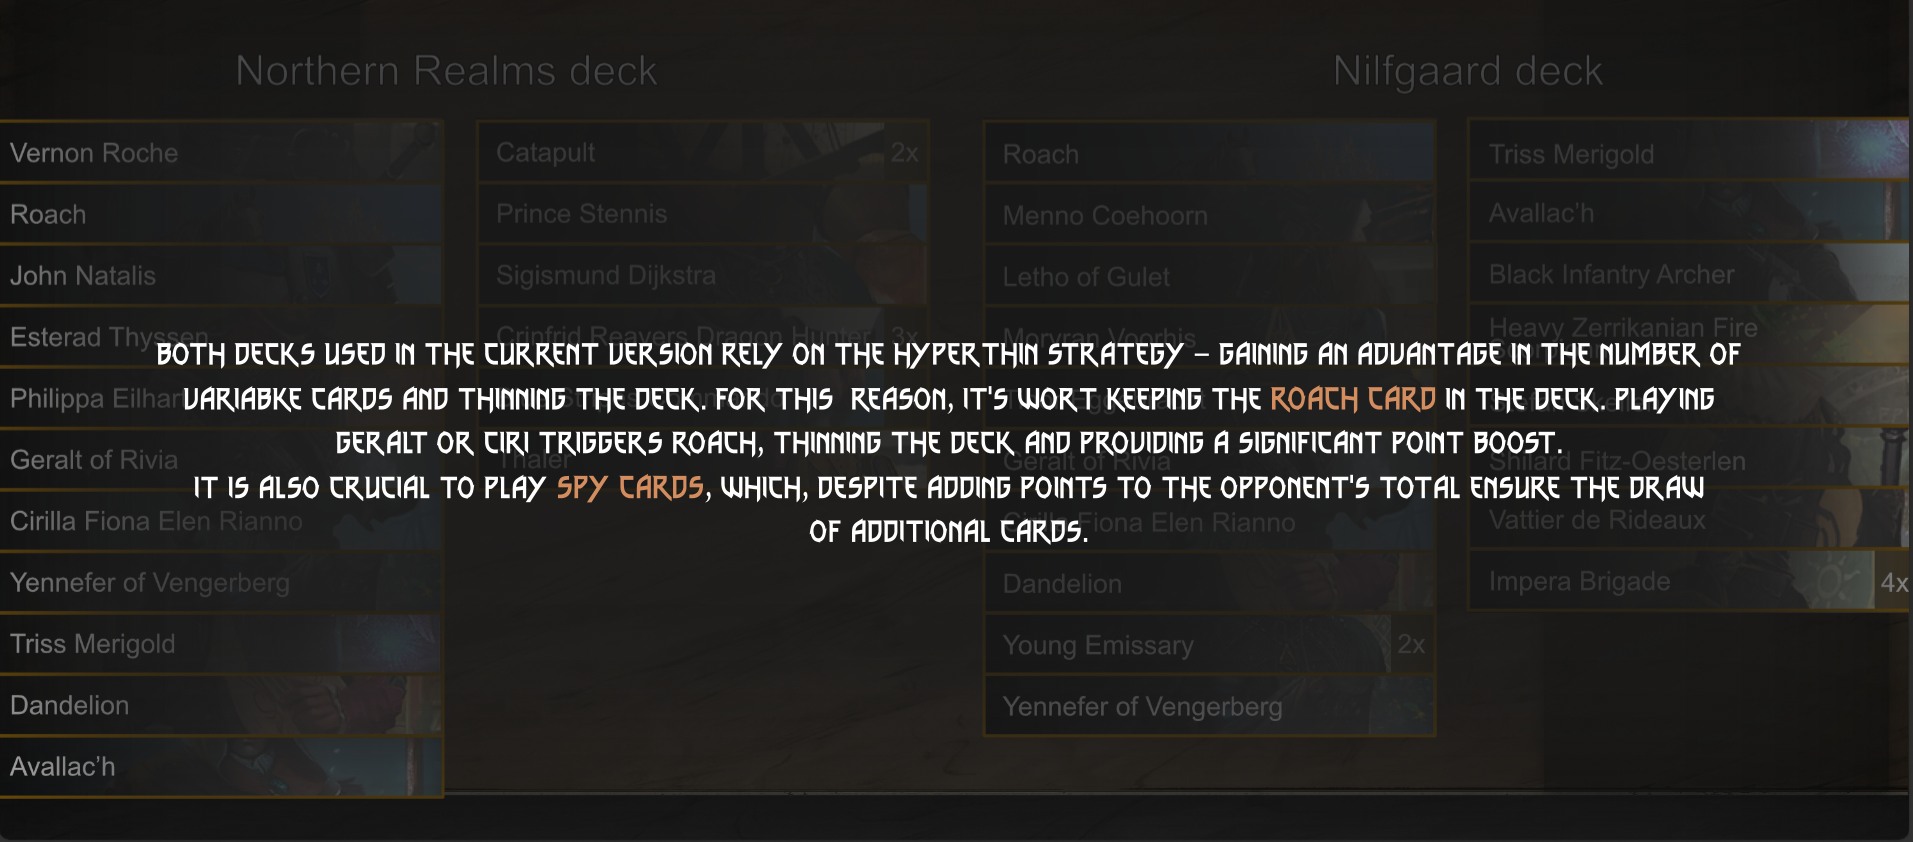 Northern Realms deck
Nilfgaard deck
Vernon Roche
Roach
John Natalis
Esterad Thyssen
Philippa Eilhar
Geralt of Rivia
Cirilla Fiona Elen Rianno
Yennefer of Vengerberg
Triss Merigold
Dandelion
Avallac'h
Catapult 2x
Prince Stennis
Sigismund Dijkstra
Crinfrid Reavers Dragon Hunter 3x
Thaler
Roach
Menno Coehoorn
Letho of Gulet
Morvran Voorhis
Geralt of Rivia
Cirilla Fiona Elen Rianno
Dandelion
Young Emissary 2x
Yennefer of Vengerberg
Triss Merigold
Avallac'h
Black Infantry Archer
Heavy Zerrikanian Fire
Shilard Fitz-Oesterlen
Vattier de Rideaux
Impera Brigade 4x
BOTH DECKS USED IN THE CURRENT VERSION RELY ON THE HYPERTHIN STRATEGY – GAINING AN ADVANTAGE IN THE NUMBER OF
VARIABKE CARDS AND THINNING THE DECK. FOR THIS REASON, IT'S WORT KEEPING THE ROACH CARD IN THE DECK. PLAYING
GERALT OR CIRI TRIGGERS ROACH, THINNING THE DECK AND PROVIDING A SIGNIFICANT POINT BOOST.
IT IS ALSO CRUCIAL TO PLAY SPY CARDS, WHICH, DESPITE ADDING POINTS TO THE OPPONENT'S TOTAL ENSURE THE DRAW
OF ADDITIONAL CARDS.